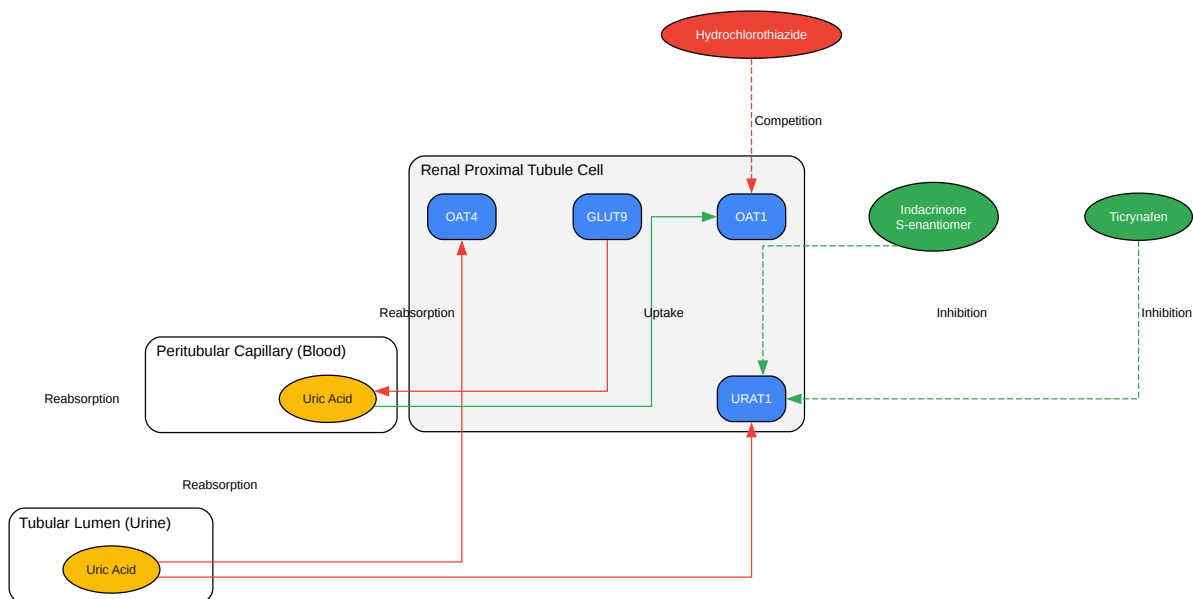 Hydrochlorothiazide
Competition
Renal Proximal Tubule Cell
OAT4
GLUT9
OAT1
Indacrinone
S-enantiomer
Ticrynafen
Reabsorption
Uptake
Inhibition
Inhibition
Peritubular Capillary (Blood)
Uric Acid
URAT1
Reabsorption
Reabsorption
Tubular Lumen (Urine)
Uric Acid